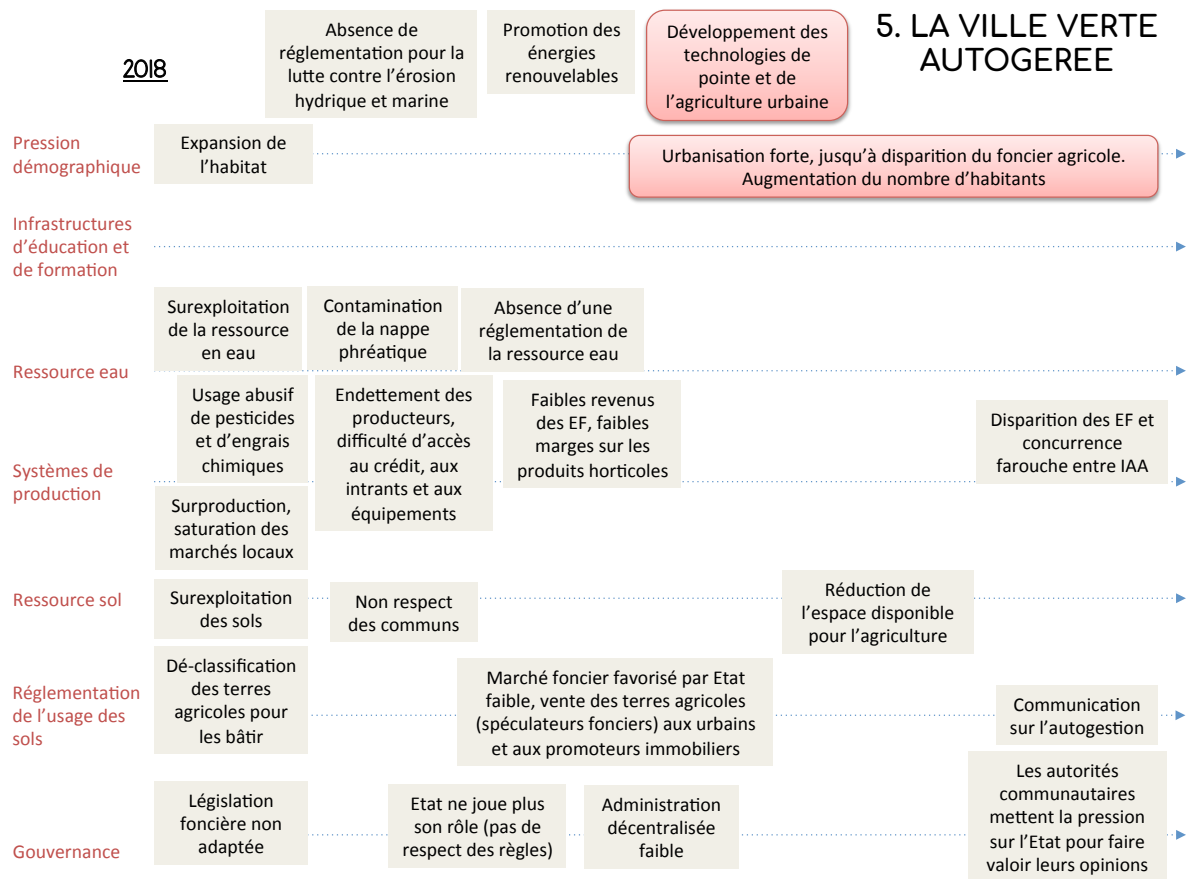 5. LA VILLE VERTE
AUTOGEREE
2018
Absence de
réglementation pour la
lutte contre l'érosion
hydrique et marine
Promotion des
énergies
renouvelables
Développement des
technologies de
pointe et de
l'agriculture urbaine
Pression
démographique
Expansion de
l'habitat
Urbanisation forte, jusqu'à disparition du foncier agricole.
Augmentation du nombre d'habitants
Infrastructures
d'éducation et
de formation
Ressource eau
Surexploitation
de la ressource
en eau
Contamination
de la nappe
phréatique
Absence d'une
réglementation de
la ressource eau
Systèmes de
production
Usage abusif
de pesticides
et d'engrais
chimiques
Surproduction,
saturation des
marchés locaux
Endettement des
producteurs,
difficulté d'accès
au crédit, aux
intrants et aux
équipements
Faibles revenus
des EF, faibles
marges sur les
produits horticoles
Disparition des EF et
concurrence
farouche entre IAA
Ressource sol
Surexploitation
des sols
Non respect
des communs
Réduction de
l'espace disponible
pour l'agriculture
Réglementation
de l'usage des
sols
Dé-classification
des terres
agricoles pour
les bâtir
Marché foncier favorisé par Etat
faible, vente des terres agricoles
(spéculateurs fonciers) aux urbains
et aux promoteurs immobiliers
Communication
sur l'autogestion
Gouvernance
Législation
foncière non
adaptée
Etat ne joue plus
son rôle (pas de
respect des règles)
Administration
décentralisée
faible
Les autorités
communautaires
mettent la pression
sur l'Etat pour faire
valoir leurs opinions